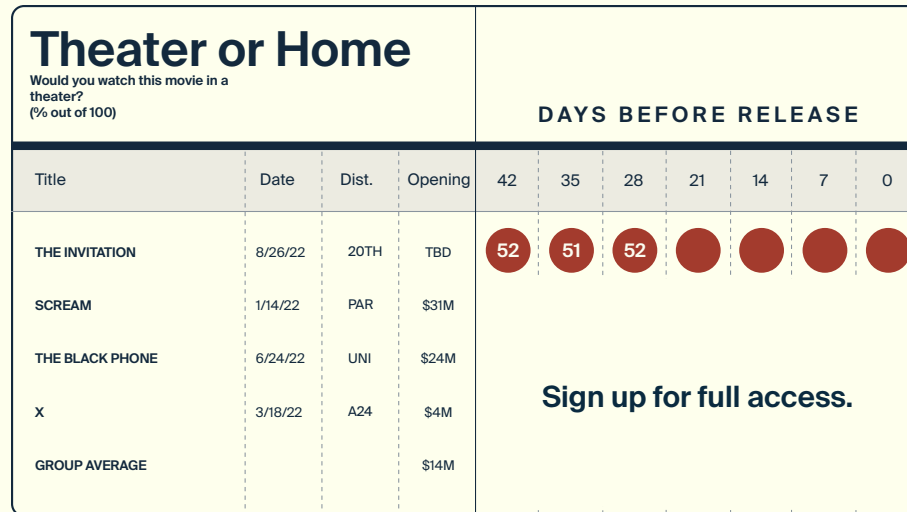 Theater or Home
Would you watch this movie in a
theater?
(% out of 100)
DAYS BEFORE RELEASE
Title Date Dist. Opening 42 35 28 21 14 7 0
THE INVITATION 8/26/22 20TH TBD 52 51 52
SCREAM 1/14/22 PAR $31M
THE BLACK PHONE 6/24/22 UNI $24M
Sign up for full access.
X 3/18/22 A24 $4M
GROUP AVERAGE $14M